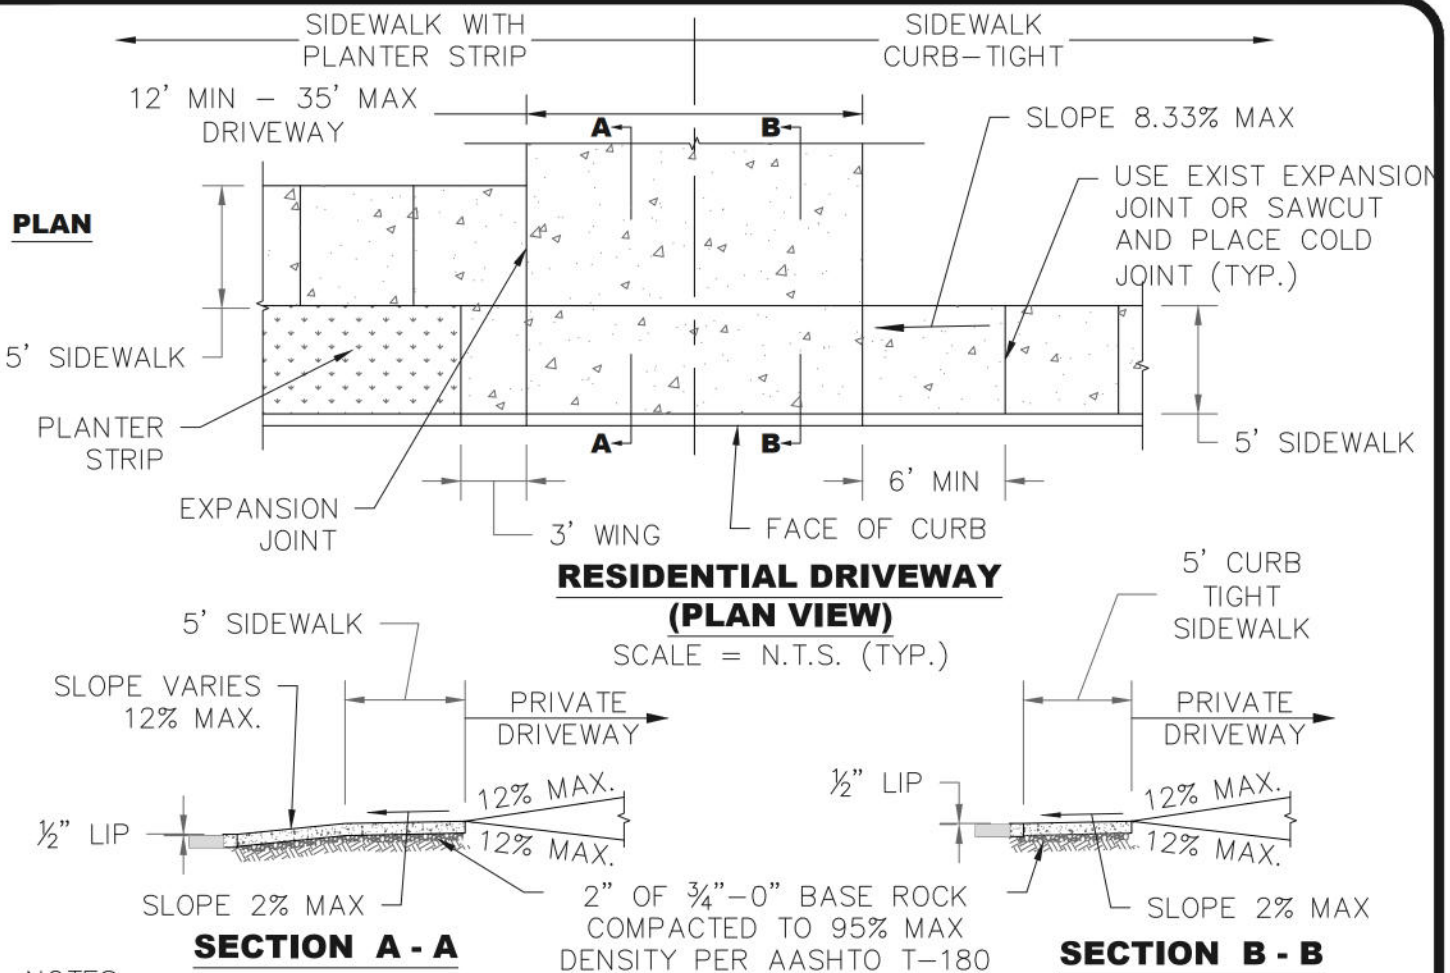 SIDEWALK WITH
PLANTER STRIP
SIDEWALK
CURB-TIGHT
12' MIN - 35' MAX
DRIVEWAY
A
B
SLOPE 8.33% MAX
PLAN
USE EXIST EXPANSION
JOINT OR SAWCUT
AND PLACE COLD
JOINT (TYP.)
5' SIDEWALK
PLANTER
STRIP
A
B
5' SIDEWALK
EXPANSION
JOINT
3' WING
FACE OF CURB
6' MIN
RESIDENTIAL DRIVEWAY
(PLAN VIEW)
SCALE = N.T.S. (TYP.)
5' SIDEWALK
5' CURB
TIGHT
SIDEWALK
SLOPE VARIES
12% MAX.
PRIVATE
DRIVEWAY
PRIVATE
DRIVEWAY
½" LIP
12% MAX.
12% MAX.
½" LIP
12% MAX.
12% MAX.
SLOPE 2% MAX
2" OF ¾"-0" BASE ROCK
COMPACTED TO 95% MAX
DENSITY PER AASHTO T-180
SLOPE 2% MAX
SECTION A - A
SECTION B - B